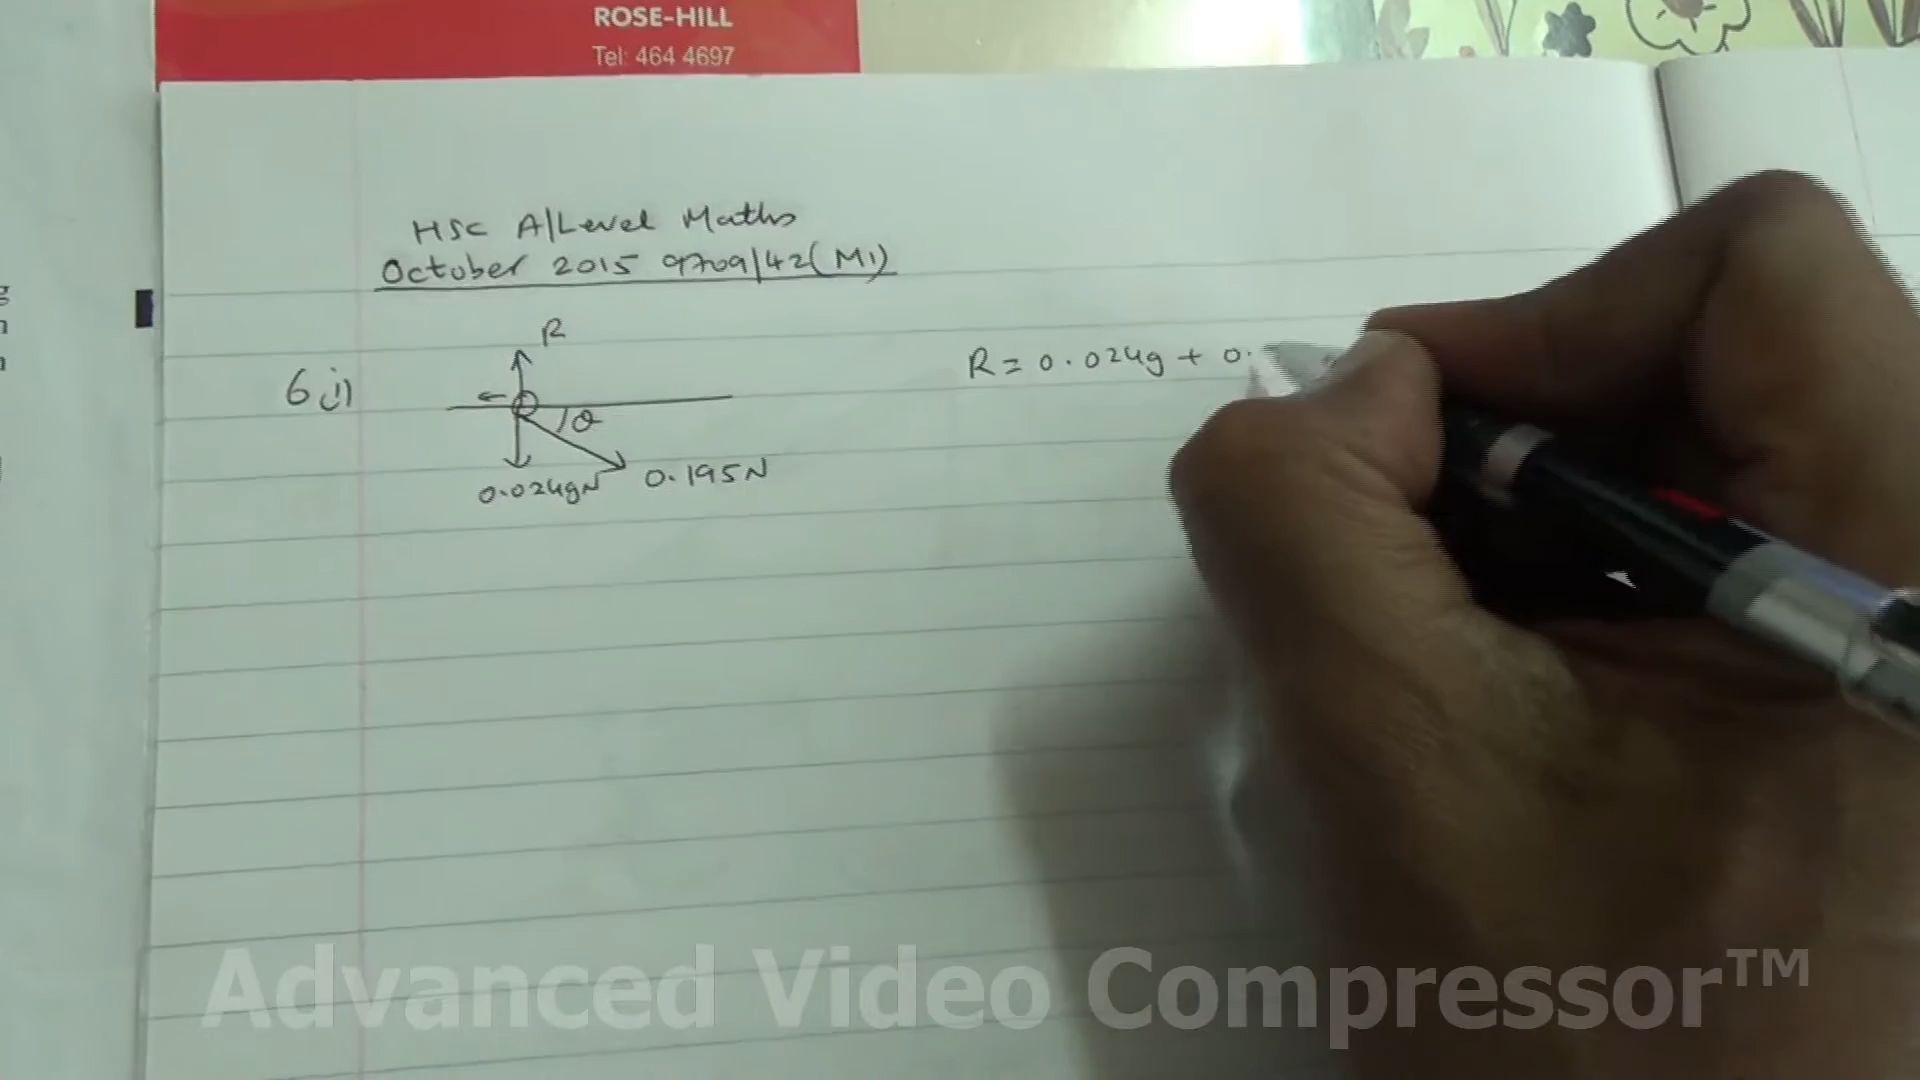 ROSE-HILL
Tel: 464 4697
HSC A/Level Maths
October 2015 9709/42(M1)
R
6 i)
R = 0.024g + 0.
θ
0.024gN
0.195N
Advanced Video Compressor™